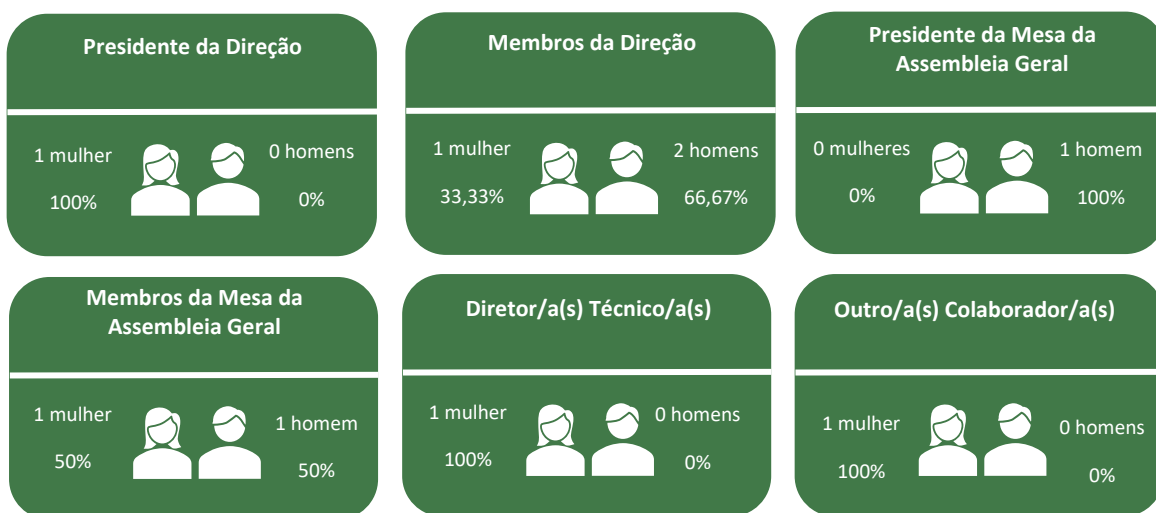 Presidente da Direção
1 mulher
100%
0 homens
0%
Membros da Direção
1 mulher
33,33%
2 homens
66,67%
Presidente da Mesa da
Assembleia Geral
0 mulheres
0%
1 homem
100%
Membros da Mesa da
Assembleia Geral
1 mulher
50%
1 homem
50%
Diretor/a(s) Técnico/a(s)
1 mulher
100%
0 homens
0%
Outro/a(s) Colaborador/a(s)
1 mulher
100%
0 homens
0%